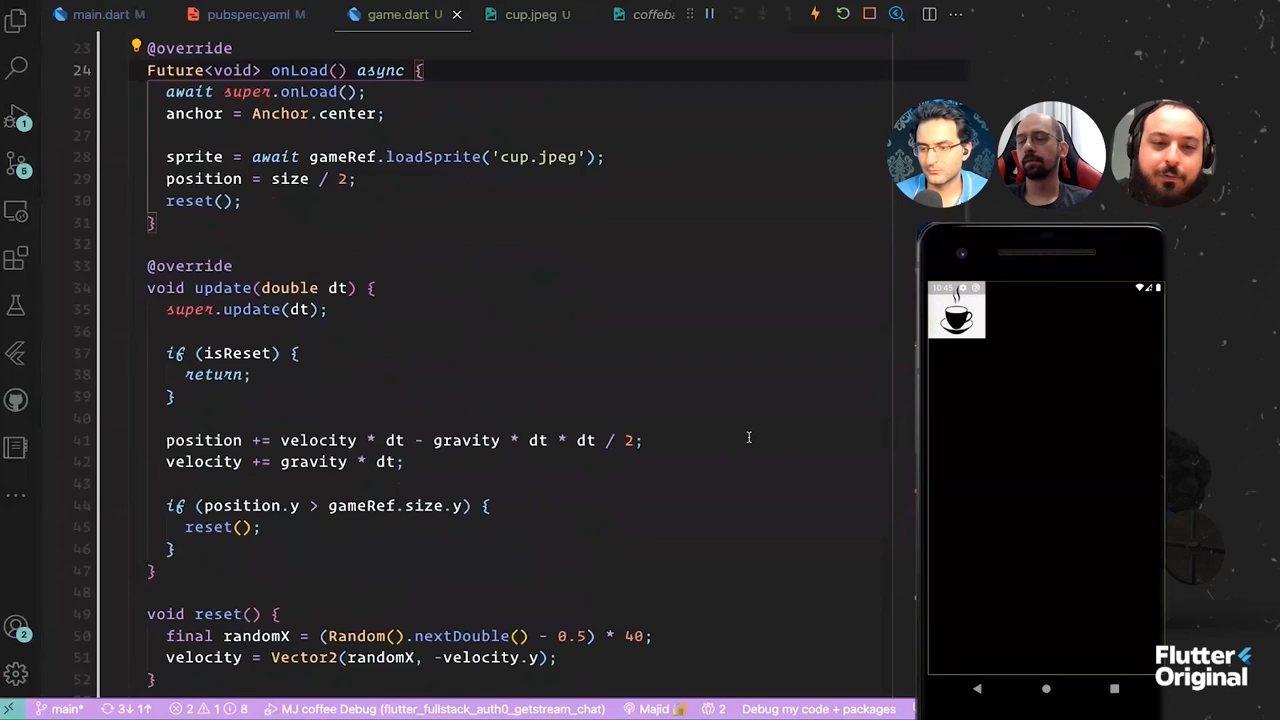 main.dart U
pubspec.yaml M
game.dart U
cup.jpeg U
23 @override
24 Future<void> onLoad() async {
25 await super.onLoad();
26 anchor = Anchor.center;
27
28 sprite = await gameRef.loadSprite('cup.jpeg');
29 position = size / 2;
30 reset();
31 }
32
33 @override
34 void update(double dt) {
35 super.update(dt);
36
37 if (isReset) {
38 return;
39 }
40
41 position += velocity * dt - gravity * dt * dt / 2;
42 velocity += gravity * dt;
43
44 if (position.y > gameRef.size.y) {
45 reset();
46 }
47 }
48
49 void reset() {
50 final randomX = (Random().nextDouble() - 0.5) * 40;
51 velocity = Vector2(randomX, -velocity.y);
52 }
1
5
2
10:45
Flutter
Original
main* 3↓ 1↑ 2 1 8 MJ coffee Debug (flutter_fullstack_auth0_getstream_chat) Majid 2 Debug my code + packages